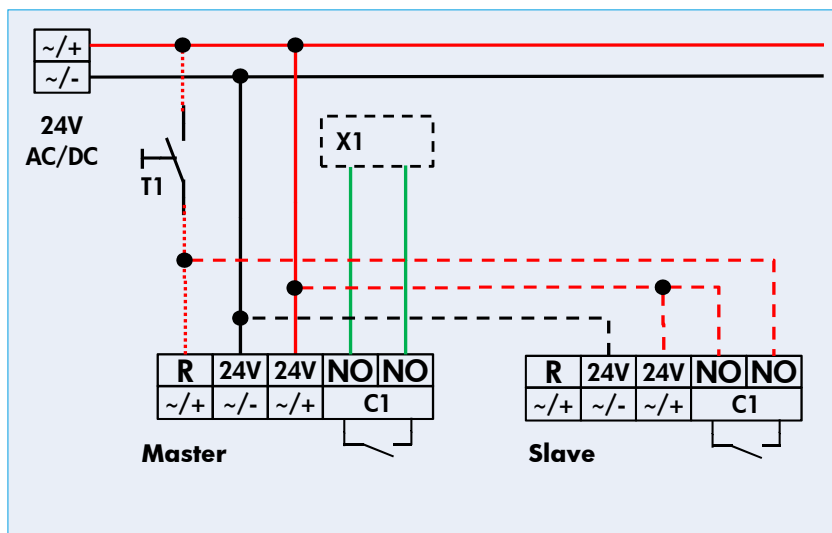 ~/+
~/-
24V
AC/DC
T1
X1
R 24V 24V NO NO
~/+ ~/- ~/+ C1
Master
R 24V 24V NO NO
~/+ ~/- ~/+ C1
Slave